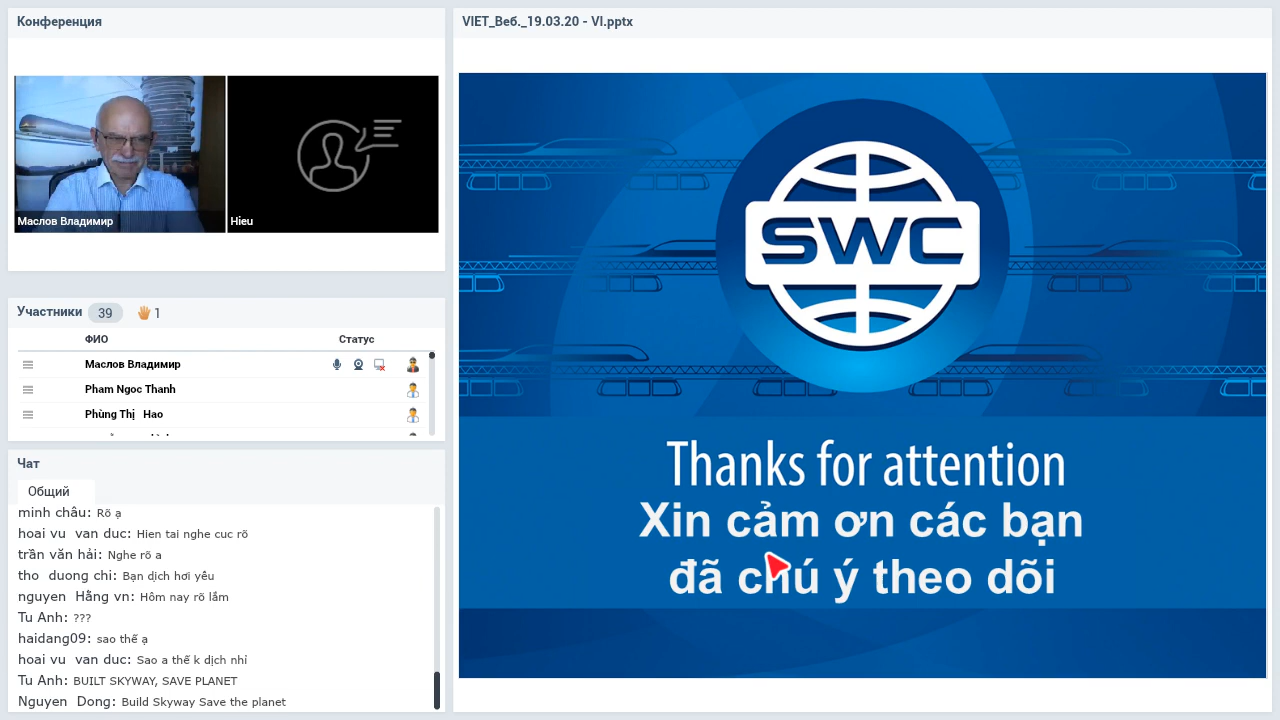 Конференция
Маслов Владимир
Hieu
Участники 39 1
ФИО Статус
Маслов Владимир
Pham Ngoc Thanh
Phùng Thị Hao
Чат
Общий
minh châu: Rõ ạ
hoai vu van duc: Hien tai nghe cuc rõ
trần văn hải: Nghe rõ a
tho duong chi: Bạn dịch hơi yếu
nguyen Hằng vn: Hôm nay rõ lắm
Tu Anh: ???
haidang09: sao thế ạ
hoai vu van duc: Sao a thế k dịch nhỉ
Tu Anh: BUILT SKYWAY, SAVE PLANET
Nguyen Dong: Build Skyway Save the planet
VIET_Веб._19.03.20 - VI.pptx
SWC
Thanks for attention
Xin cảm ơn các bạn
đã chú ý theo dõi